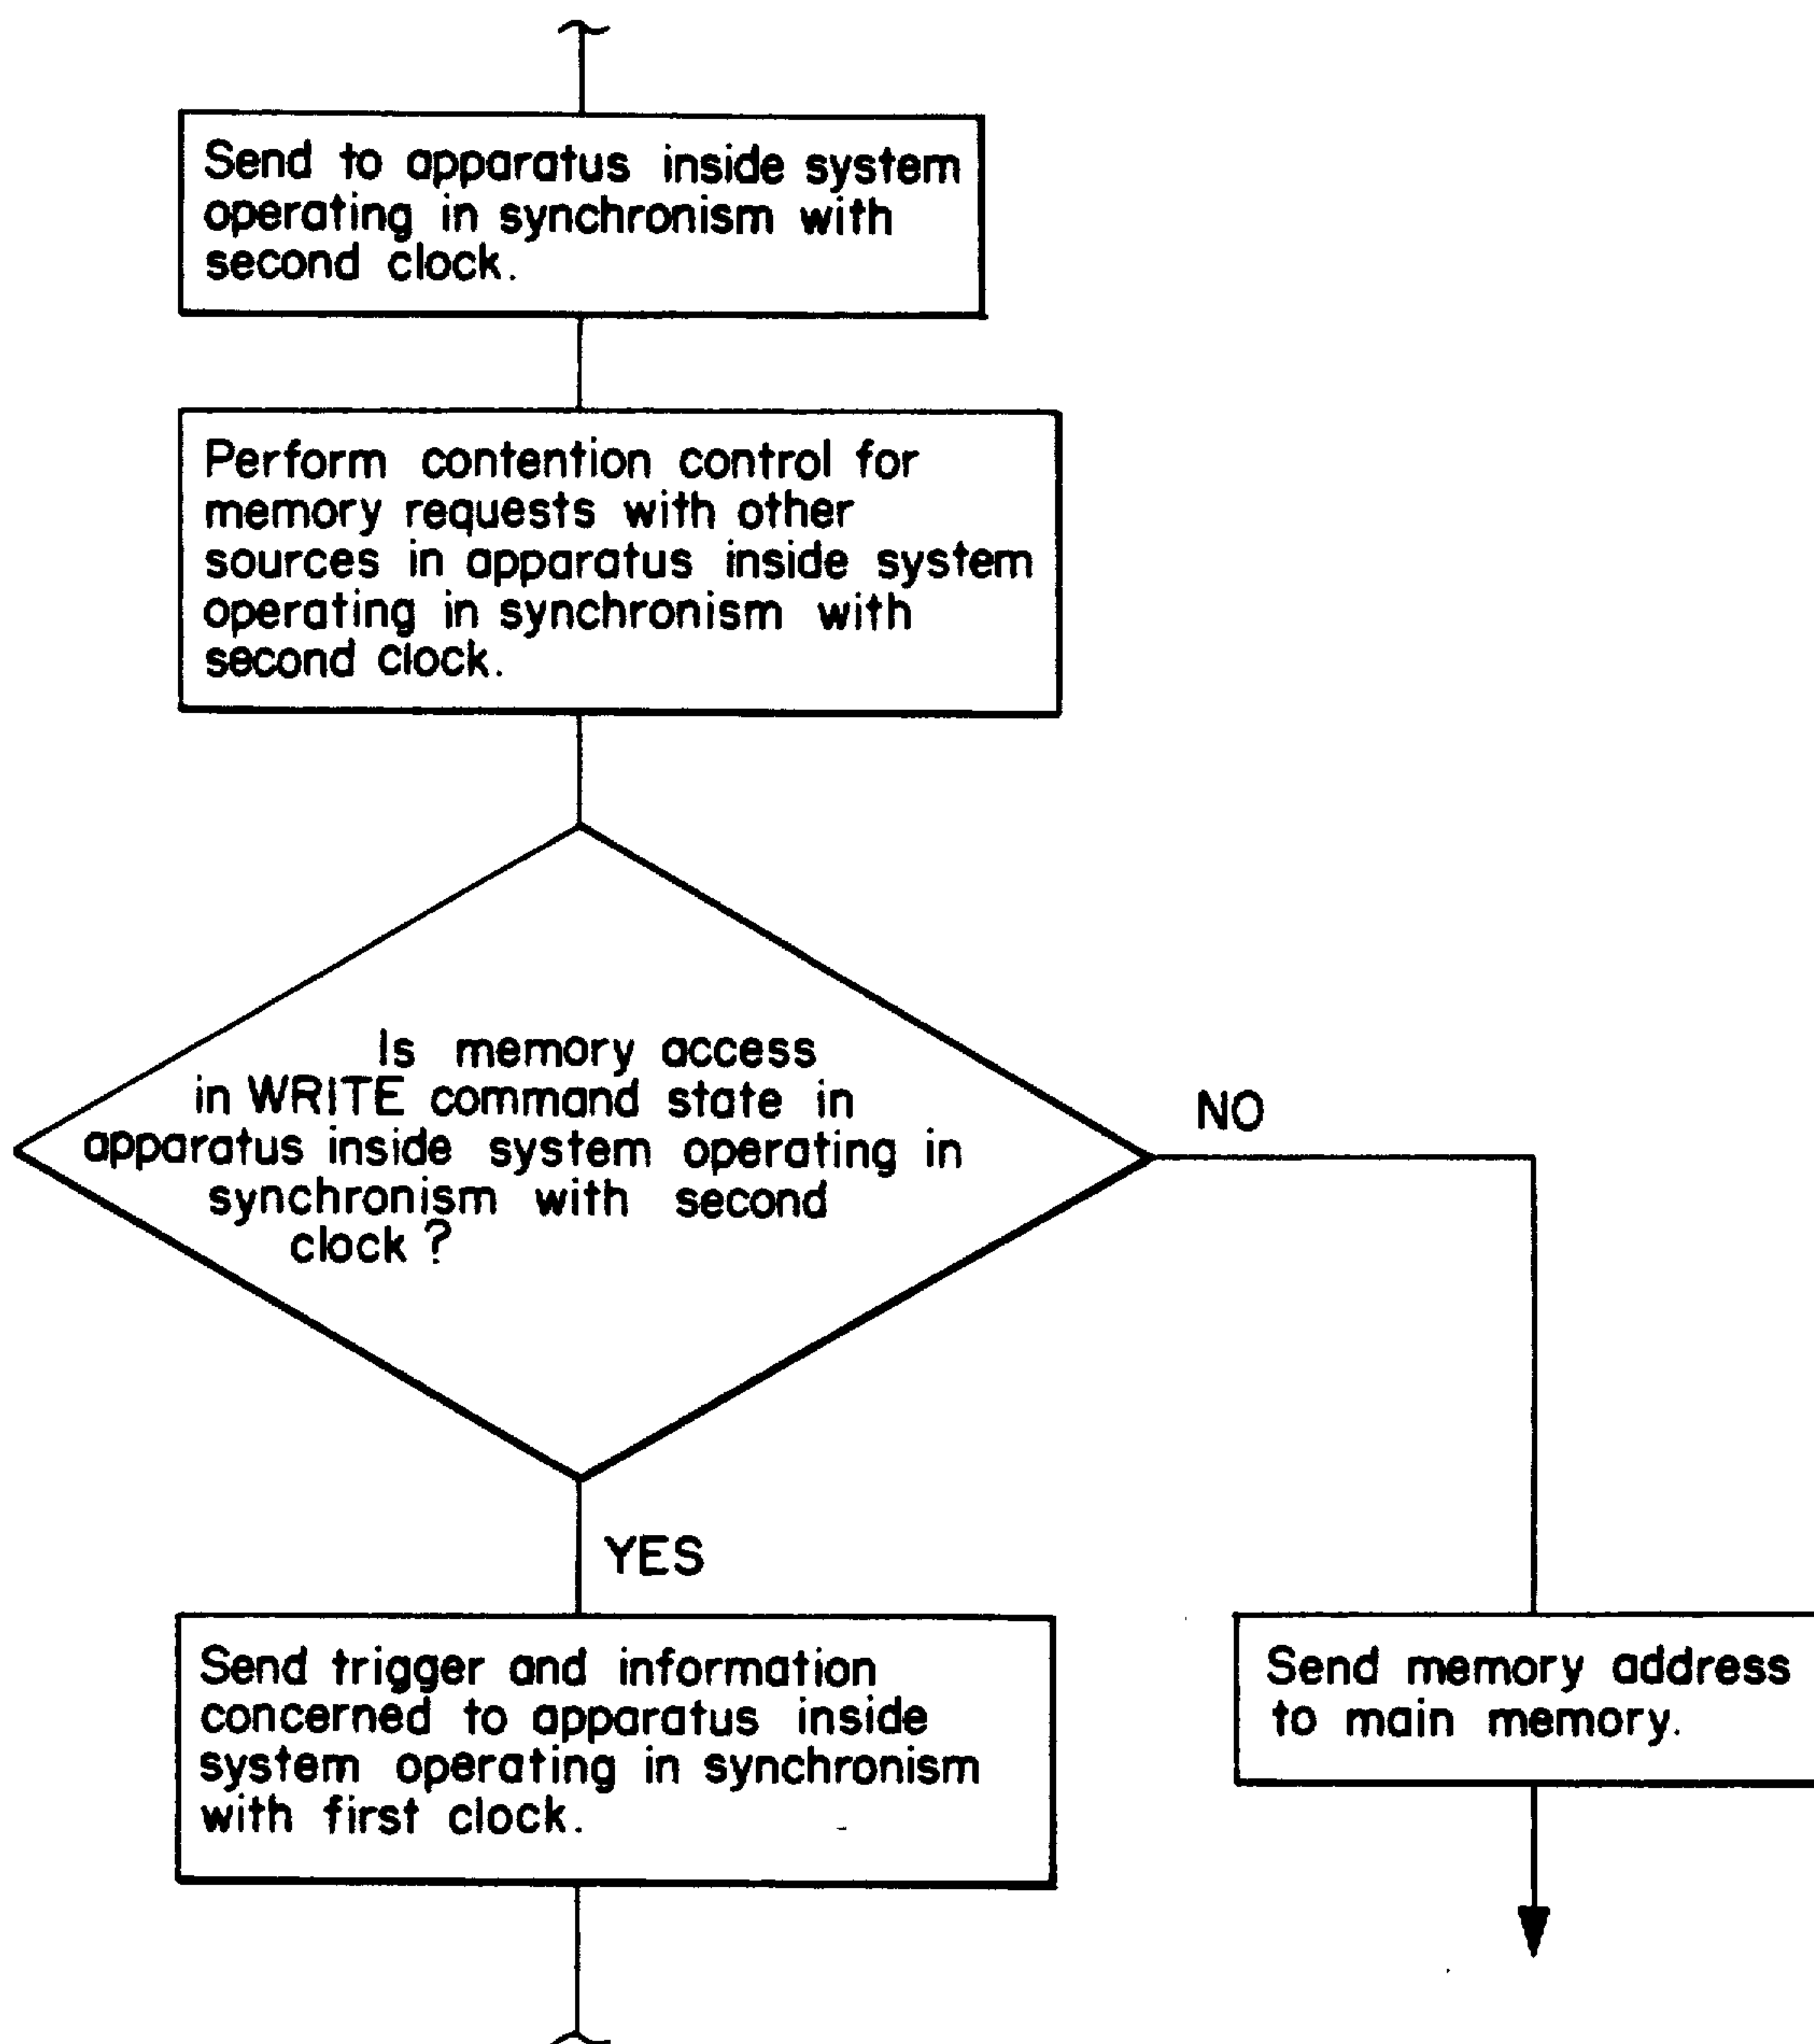 Send to apparatus inside system
operating in synchronism with
second clock.
Perform contention control for
memory requests with other
sources in apparatus inside system
operating in synchronism with
second clock.
Is memory access
in WRITE command state in
apparatus inside system operating in
synchronism with second
clock ?
NO
YES
Send trigger and information
concerned to apparatus inside
system operating in synchronism
with first clock.
Send memory address
to main memory.